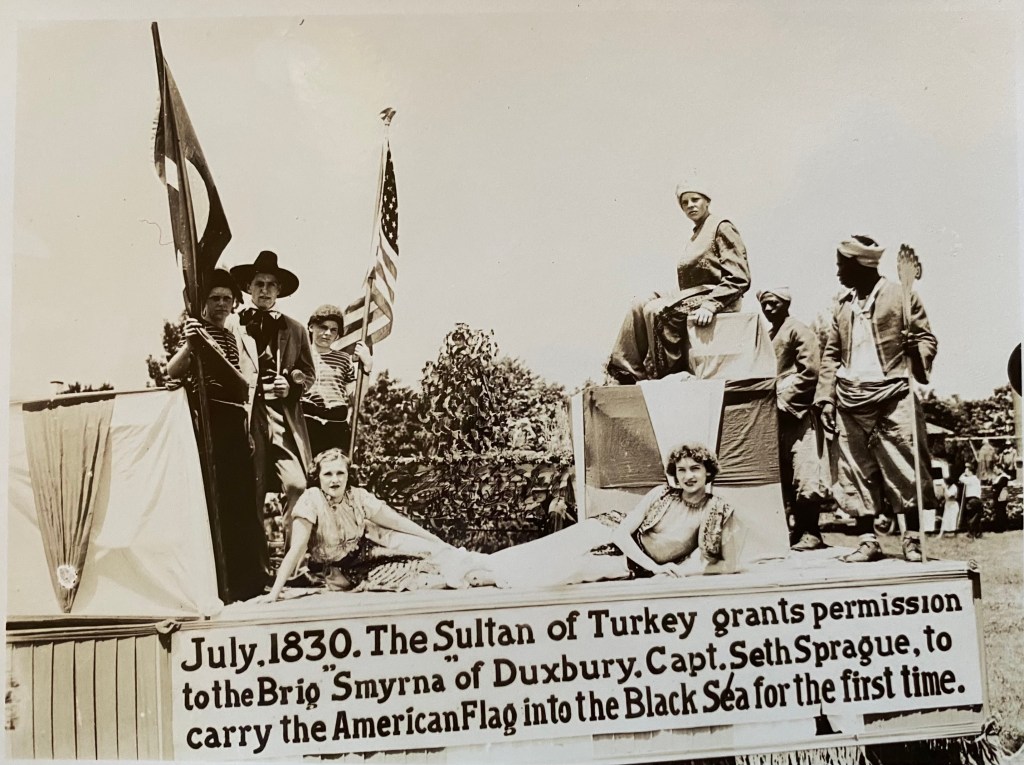 July. 1830. The Sultan of Turkey grants permission
to the Brig "Smyrna" of Duxbury. Capt. Seth Sprague, to
carry the American Flag into the Black Sea for the first time.